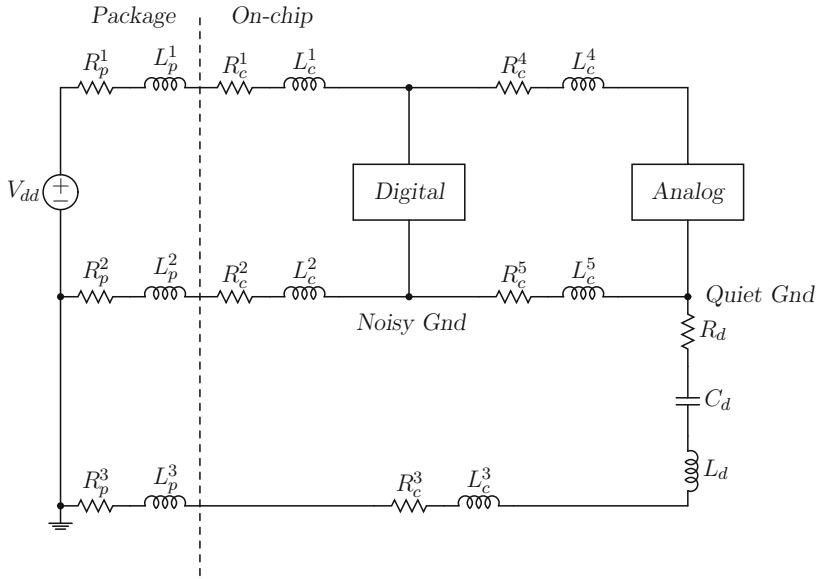 Package On-chip
R_p^1 L_p^1 R_c^1 L_c^1 R_c^4 L_c^4
V_dd + − Digital Analog
R_p^2 L_p^2 R_c^2 L_c^2 R_c^5 L_c^5
Noisy Gnd Quiet Gnd
R_d
C_d
L_d
R_p^3 L_p^3 R_c^3 L_c^3